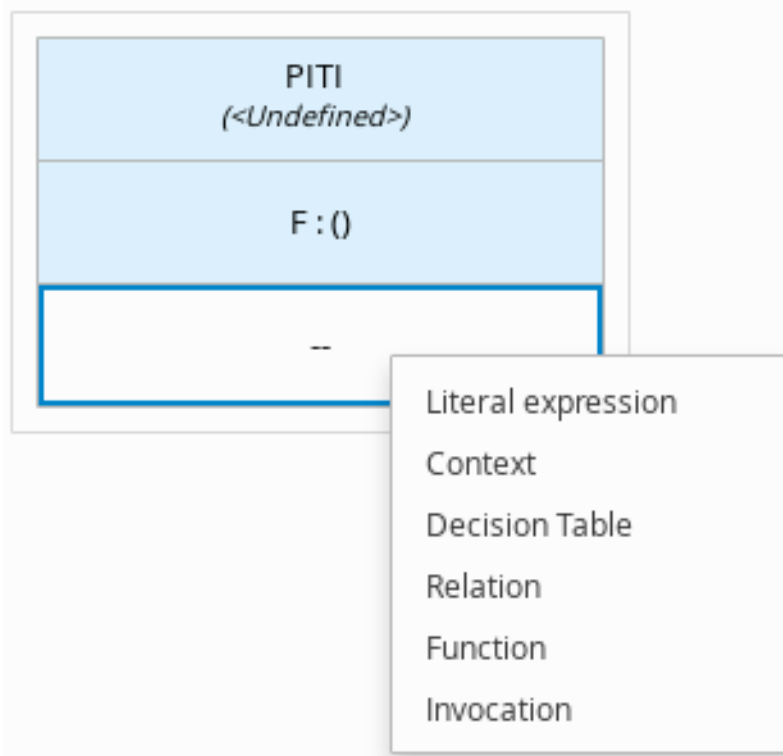 PITI
(<Undefined>)
F : ()
--
Literal expression
Context
Decision Table
Relation
Function
Invocation